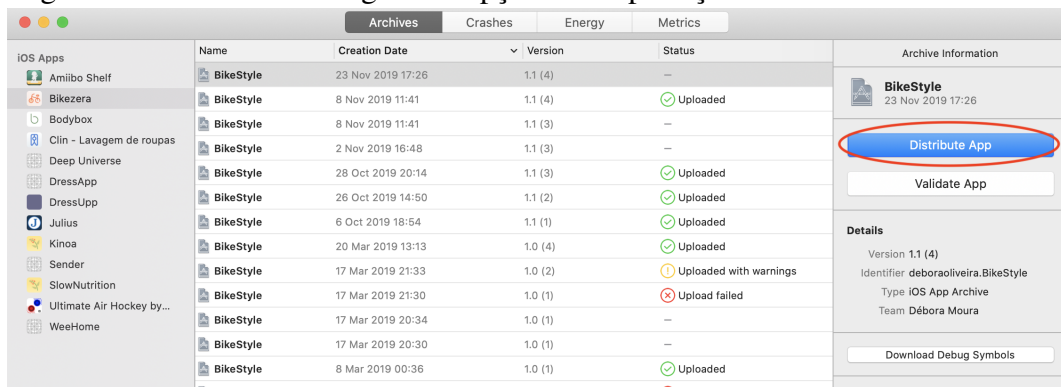 Archives Crashes Energy Metrics
iOS Apps
Amiibo Shelf
Bikezera
Bodybox
Clin - Lavagem de roupas
Deep Universe
DressApp
DressUpp
Julius
Kinoa
Sender
SlowNutrition
Ultimate Air Hockey by...
WeeHome
Name Creation Date Version Status
BikeStyle 23 Nov 2019 17:26 1.1 (4) –
BikeStyle 8 Nov 2019 11:41 1.1 (4) Uploaded
BikeStyle 8 Nov 2019 11:41 1.1 (3) –
BikeStyle 2 Nov 2019 16:48 1.1 (3) –
BikeStyle 28 Oct 2019 20:14 1.1 (3) Uploaded
BikeStyle 26 Oct 2019 14:50 1.1 (2) Uploaded
BikeStyle 6 Oct 2019 18:54 1.1 (1) Uploaded
BikeStyle 20 Mar 2019 13:13 1.0 (4) Uploaded
BikeStyle 17 Mar 2019 21:33 1.0 (2) Uploaded with warnings
BikeStyle 17 Mar 2019 21:30 1.0 (1) Upload failed
BikeStyle 17 Mar 2019 20:34 1.0 (1) –
BikeStyle 17 Mar 2019 20:30 1.0 (1) –
BikeStyle 8 Mar 2019 00:36 1.0 (1) Uploaded
Archive Information
BikeStyle
23 Nov 2019 17:26
Distribute App
Validate App
Details
Version 1.1 (4)
Identifier deboraoliveira.BikeStyle
Type iOS App Archive
Team Débora Moura
Download Debug Symbols